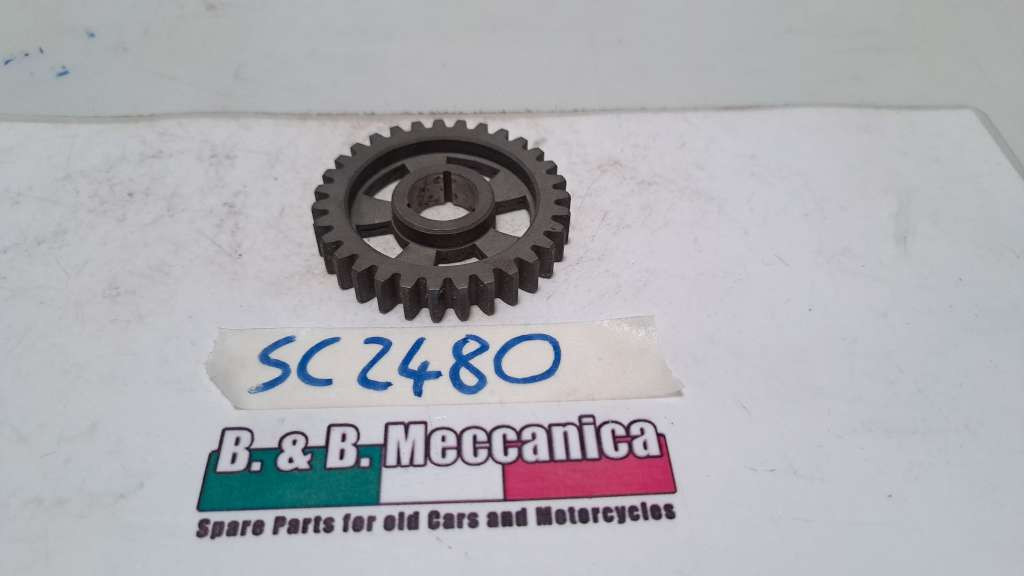 SC2480
B. & B. Meccanica
Spare Parts for old Cars and Motorcycles